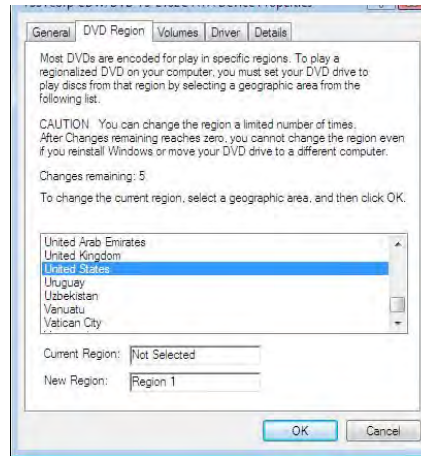 General DVD Region Volumes Driver Details
Most DVDs are encoded for play in specific regions. To play a
regionalized DVD on your computer, you must set your DVD drive to
play discs from that region by selecting a geographic area from the
following list.
CAUTION You can change the region a limited number of times.
After Changes remaining reaches zero, you cannot change the region even
if you reinstall Windows or move your DVD drive to a different computer.
Changes remaining: 5
To change the current region, select a geographic area, and then click OK.
United Arab Emirates
United Kingdom
United States
Uruguay
Uzbekistan
Vanuatu
Vatican City
Current Region: Not Selected
New Region: Region 1
OK Cancel